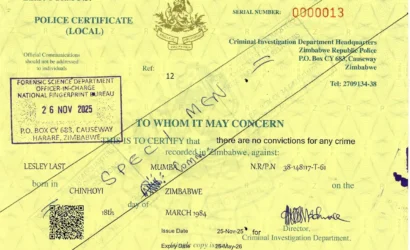 POLICE CERTIFICATE
(LOCAL)
SERIAL NUMBER: 0000013
Official Communications
should not be addressed
to individuals
Criminal Investigation Department Headquarters
Zimbabwe Republic Police
P.O. Box CY 683, Causeway
Zimbabwe
Ref: 12
Tel: 2709134-38
FORENSIC SCIENCE DEPARTMENT
OFFICER-IN-CHARGE
NATIONAL FINGERPRINT BUREAU
26 NOV 2025
P.O. BOX CY 683, CAUSEWAY
HARARE, ZIMBABWE
SPECIMEN
TO WHOM IT MAY CONCERN
THIS IS TO CERTIFY that there are no convictions for any crime
recorded in Zimbabwe, against:
LESLEY LAST MUMBA N.R/P.N 38-148117-T-61
born in on the
CHINHOYI ZIMBABWE
18th day of MARCH 1984
Issue Date 25-Nov-25 for Director,
Criminal Investigation Department.
Expiry Date 25-May-26